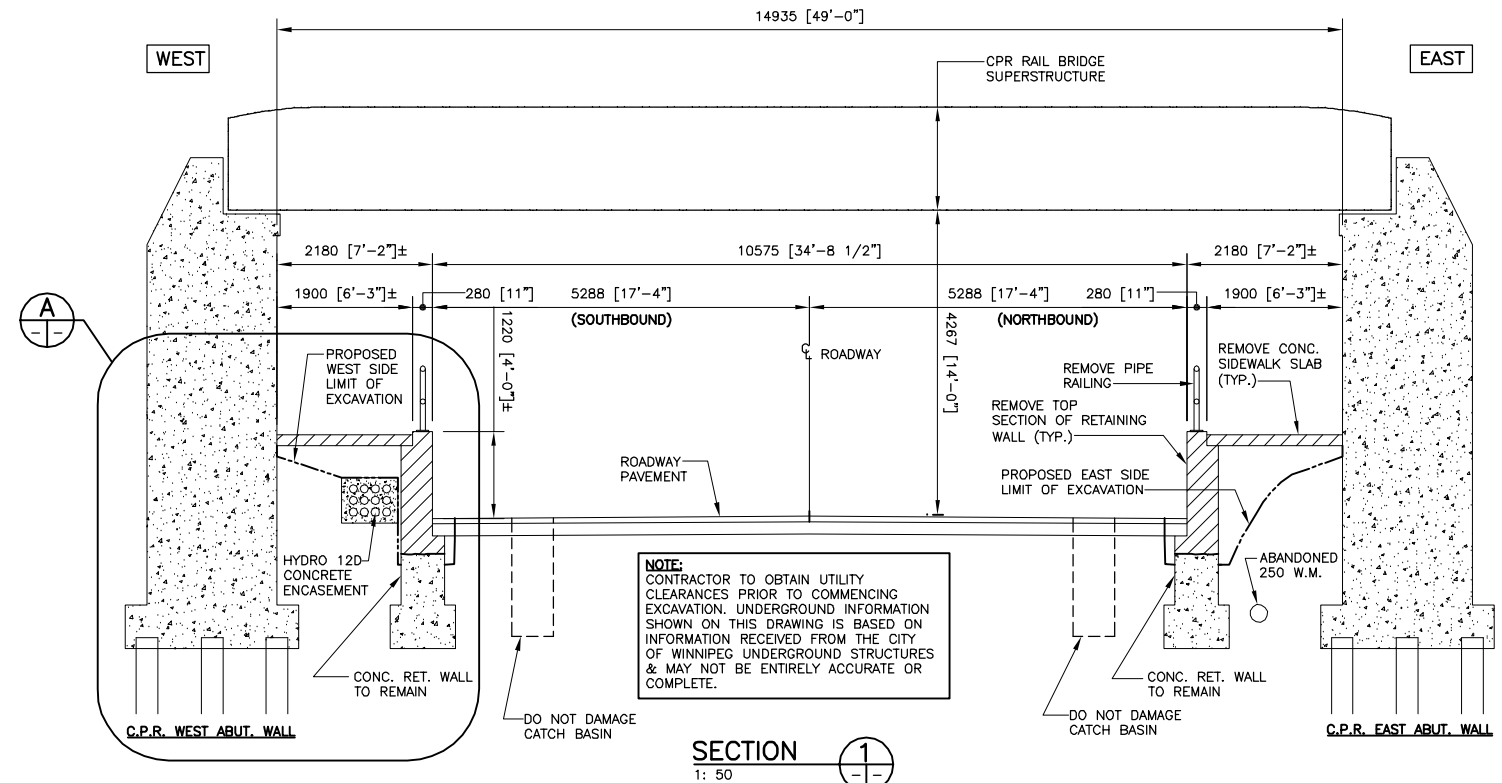 14935 [49'-0"]
WEST
EAST
CPR RAIL BRIDGE
SUPERSTRUCTURE
2180 [7'-2"]±
10575 [34'-8 1/2"]
2180 [7'-2"]±
1900 [6'-3"]±
280 [11"]
5288 [17'-4"]
(SOUTHBOUND)
5288 [17'-4"]
(NORTHBOUND)
280 [11"]
1900 [6'-3"]±
A
-
-
1220 [4'-0"]±
4267 [14'-0"]
PROPOSED
WEST SIDE
LIMIT OF
EXCAVATION
℄ ROADWAY
REMOVE PIPE
RAILING
REMOVE CONC.
SIDEWALK SLAB
(TYP.)
REMOVE TOP
SECTION OF RETAINING
WALL (TYP.)
ROADWAY
PAVEMENT
PROPOSED EAST SIDE
LIMIT OF EXCAVATION
HYDRO 12D
CONCRETE
ENCASEMENT
ABANDONED
250 W.M.
NOTE:
CONTRACTOR TO OBTAIN UTILITY
CLEARANCES PRIOR TO COMMENCING
EXCAVATION. UNDERGROUND INFORMATION
SHOWN ON THIS DRAWING IS BASED ON
INFORMATION RECEIVED FROM THE CITY
OF WINNIPEG UNDERGROUND STRUCTURES
& MAY NOT BE ENTIRELY ACCURATE OR
COMPLETE.
CONC. RET. WALL
TO REMAIN
CONC. RET. WALL
TO REMAIN
C.P.R. WEST ABUT. WALL
DO NOT DAMAGE
CATCH BASIN
DO NOT DAMAGE
CATCH BASIN
C.P.R. EAST ABUT. WALL
SECTION
1: 50
1
-
-